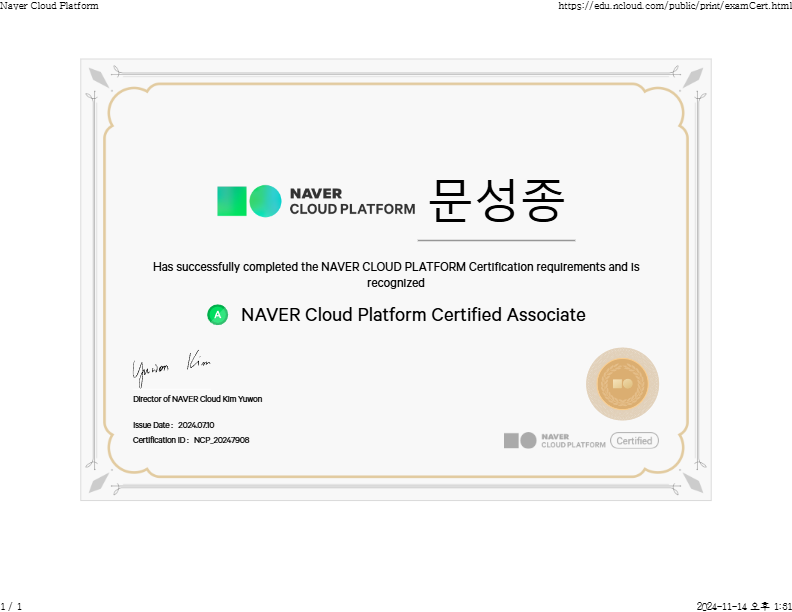 Naver Cloud Platform
https://edu.ncloud.com/public/print/examCert.html
NAVER
CLOUD PLATFORM
문성종
Has successfully completed the NAVER CLOUD PLATFORM Certification requirements and is
recognized
A NAVER Cloud Platform Certified Associate
Yuwon Kim
Director of NAVER Cloud Kim Yuwon
Issue Date : 2024.07.10
Certification ID : NCP_20247908
NAVER
CLOUD PLATFORM
Certified
1 / 1
2024-11-14 오후 1:51